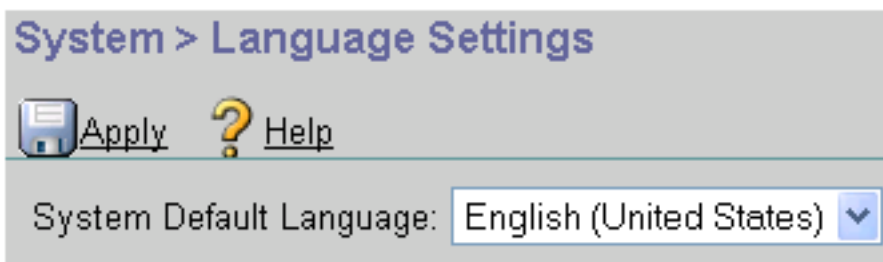 System > Language Settings
Apply Help
System Default Language: English (United States)